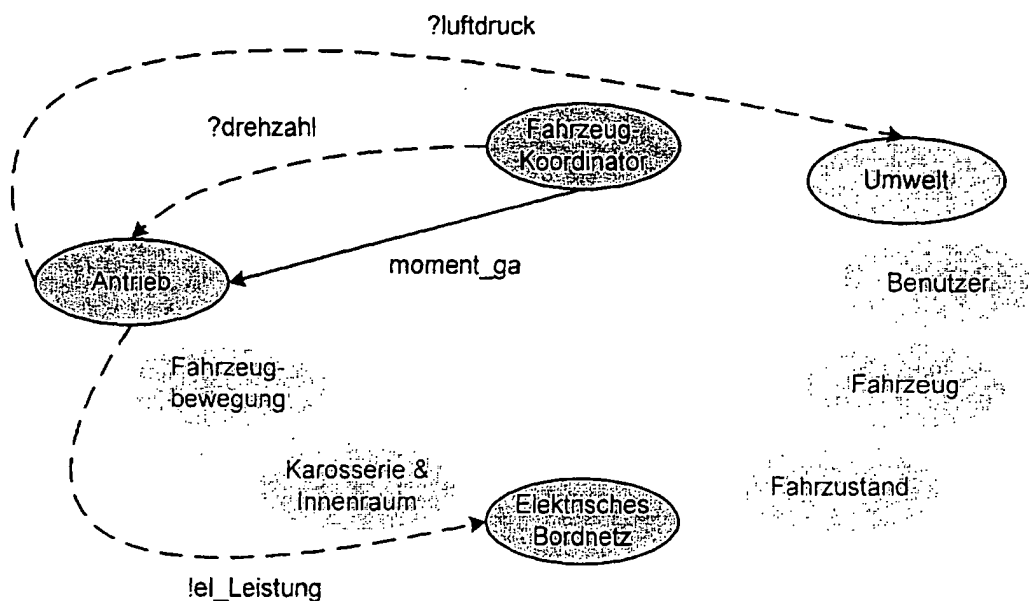 ?luftdruck
?drehzahl
Fahrzeug-
Koordinator
Umwelt
Antrieb
moment_ga
Benutzer
Fahrzeug-
bewegung
Fahrzeug
Karosserie &
Innenraum
Elektrisches
Bordnetz
Fahrzustand
!el_Leistung